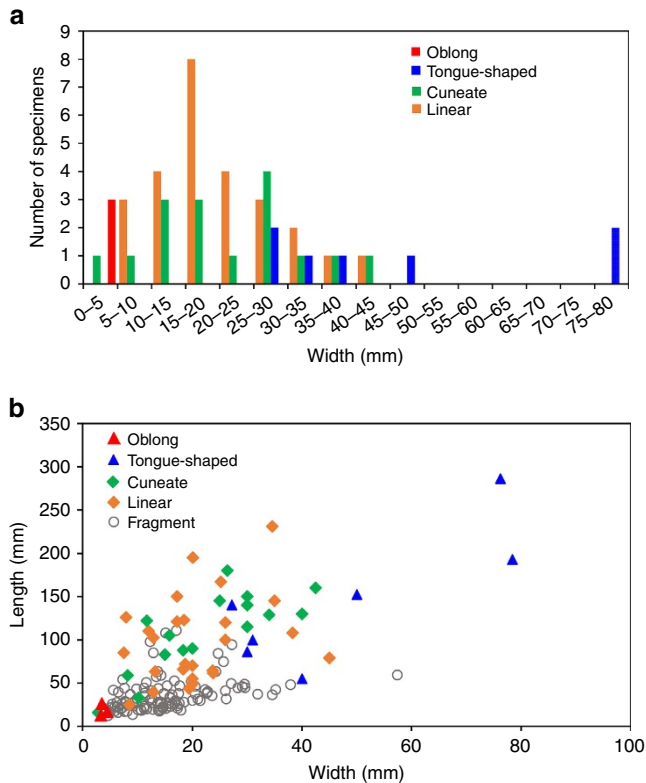 a
9
8
7
6
5
4
3
2
1
0
Number of specimens
Oblong
Tongue-shaped
Cuneate
Linear
0–5
5–10
10–15
15–20
20–25
25–30
30–35
35–40
40–45
45–50
50–55
55–60
60–65
65–70
70–75
75–80
Width (mm)
b
350
300
250
200
150
100
50
0
Length (mm)
Oblong
Tongue-shaped
Cuneate
Linear
Fragment
0
20
40
60
80
100
Width (mm)